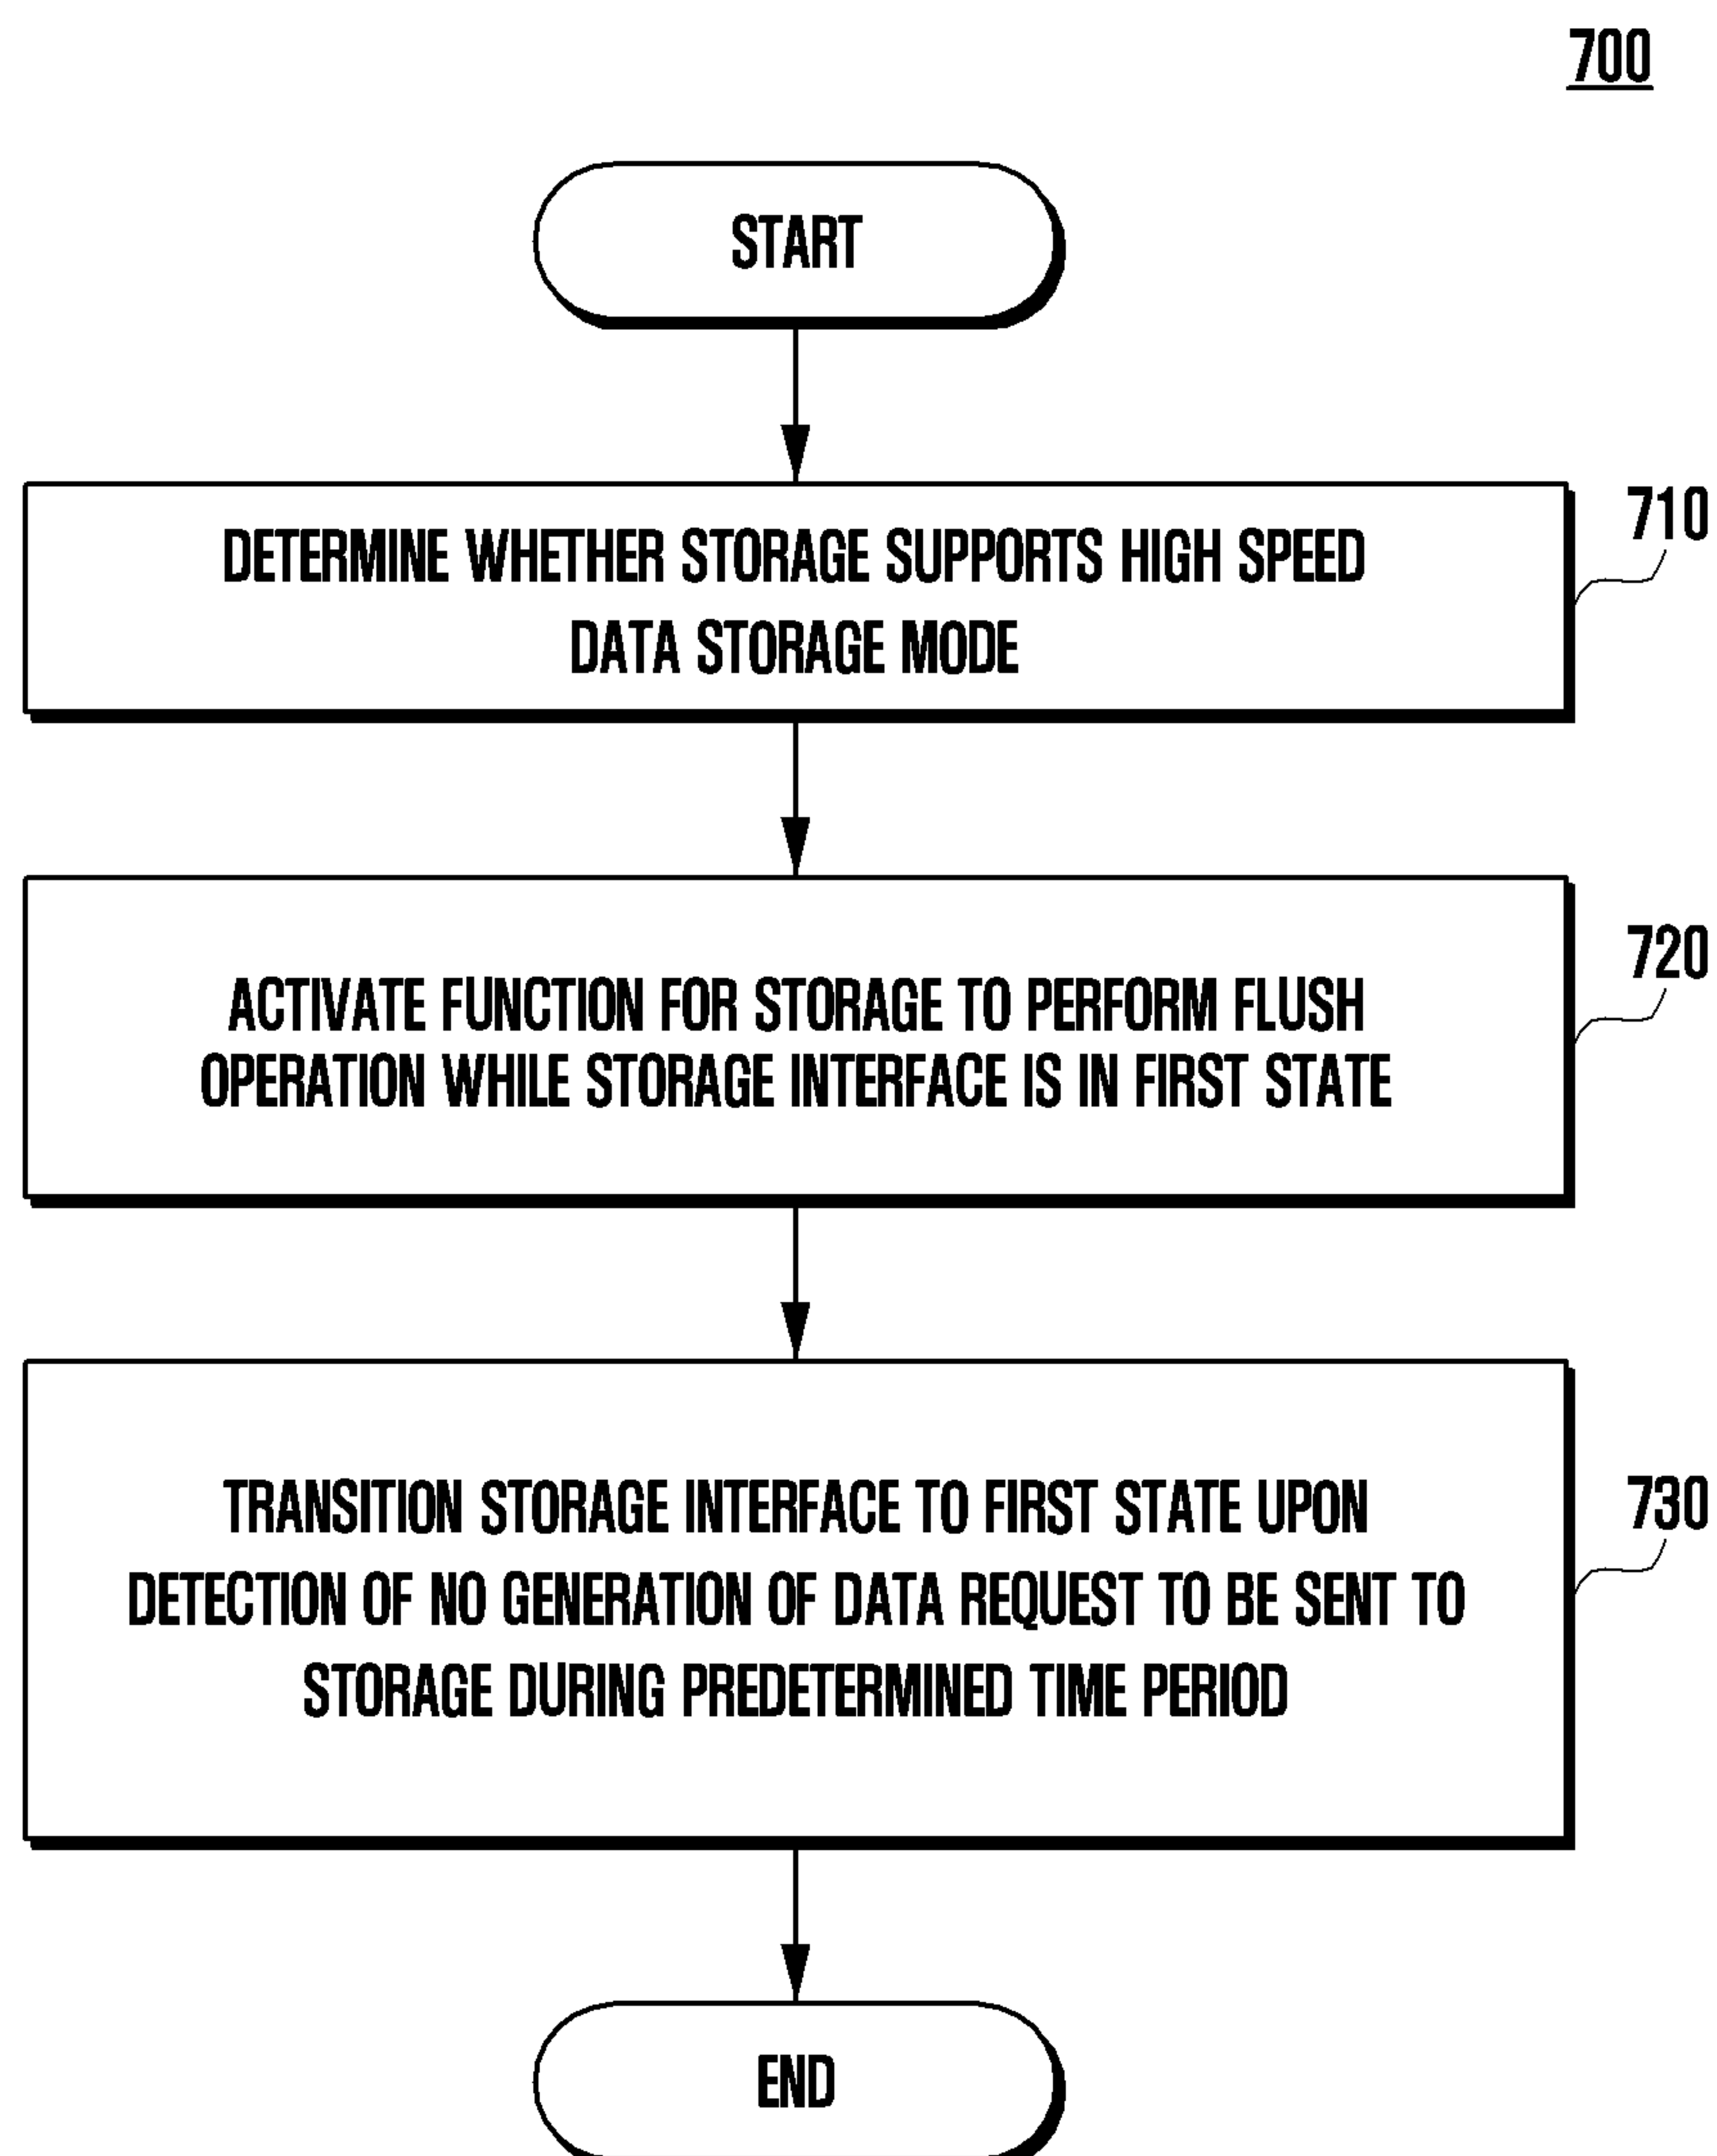 700
START
DETERMINE WHETHER STORAGE SUPPORTS HIGH SPEED
DATA STORAGE MODE
710
ACTIVATE FUNCTION FOR STORAGE TO PERFORM FLUSH
OPERATION WHILE STORAGE INTERFACE IS IN FIRST STATE
720
TRANSITION STORAGE INTERFACE TO FIRST STATE UPON
DETECTION OF NO GENERATION OF DATA REQUEST TO BE SENT TO
STORAGE DURING PREDETERMINED TIME PERIOD
730
END